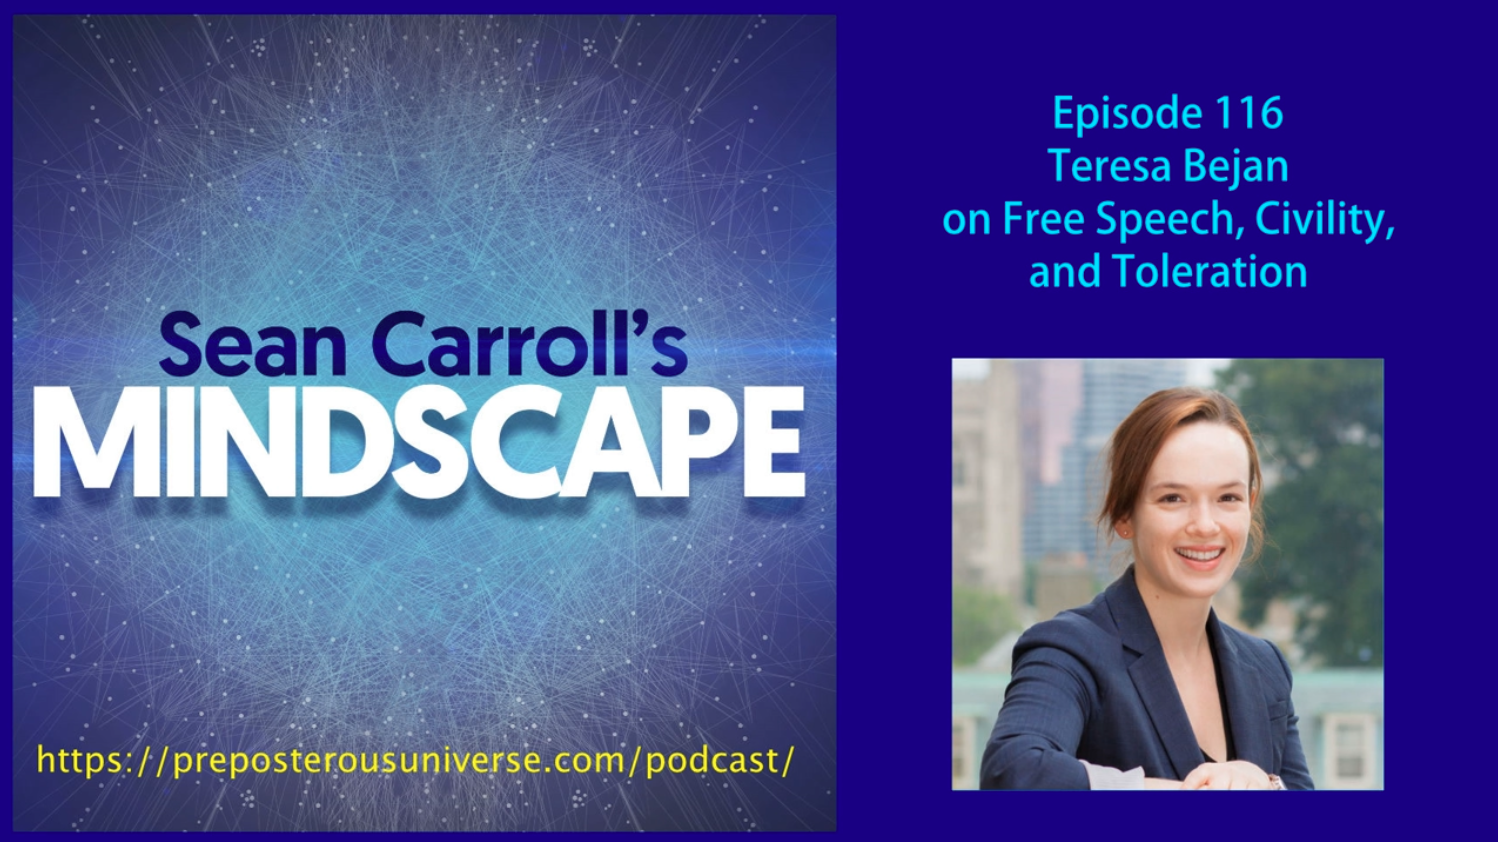 Sean Carroll's
MINDSCAPE
https://preposterousuniverse.com/podcast/
Episode 116
Teresa Bejan
on Free Speech, Civility,
and Toleration